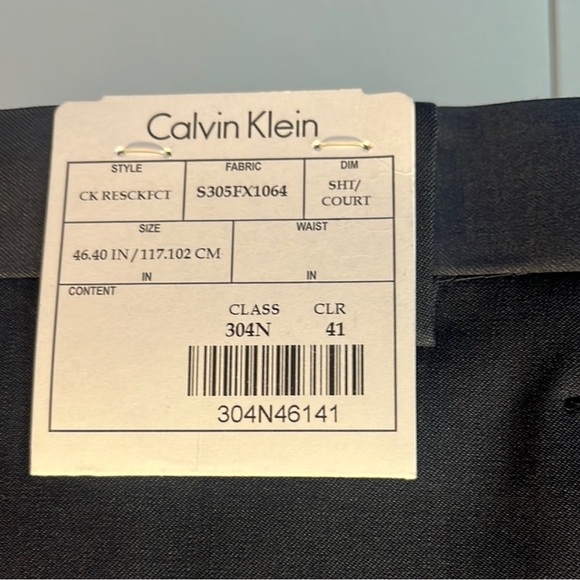 Calvin Klein
STYLE FABRIC DIM
CK RESCKFCT S305FX1064 SHT/
COURT
SIZE WAIST
46.40 IN/117.102 CM
IN IN
CONTENT
CLASS CLR
304N 41
304N46141